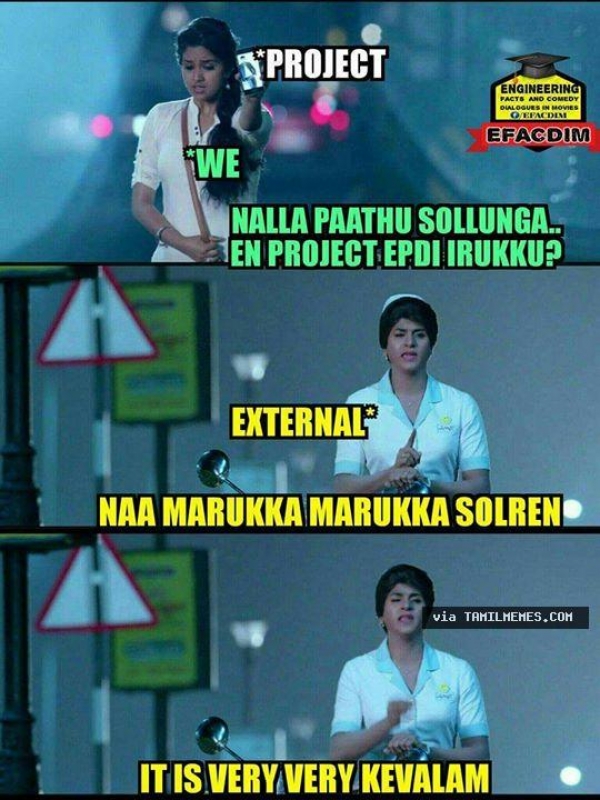 *PROJECT
ENGINEERING
FACTS AND COMEDY
DIALOGUES IN MOVIES
/EFACDIM
EFACDIM
*WE
NALLA PAATHU SOLLUNGA..
EN PROJECT EPDI IRUKKU?
EXTERNAL*
NAA MARUKKA MARUKKA SOLREN
via TAMILMEMES.COM
IT IS VERY VERY KEVALAM